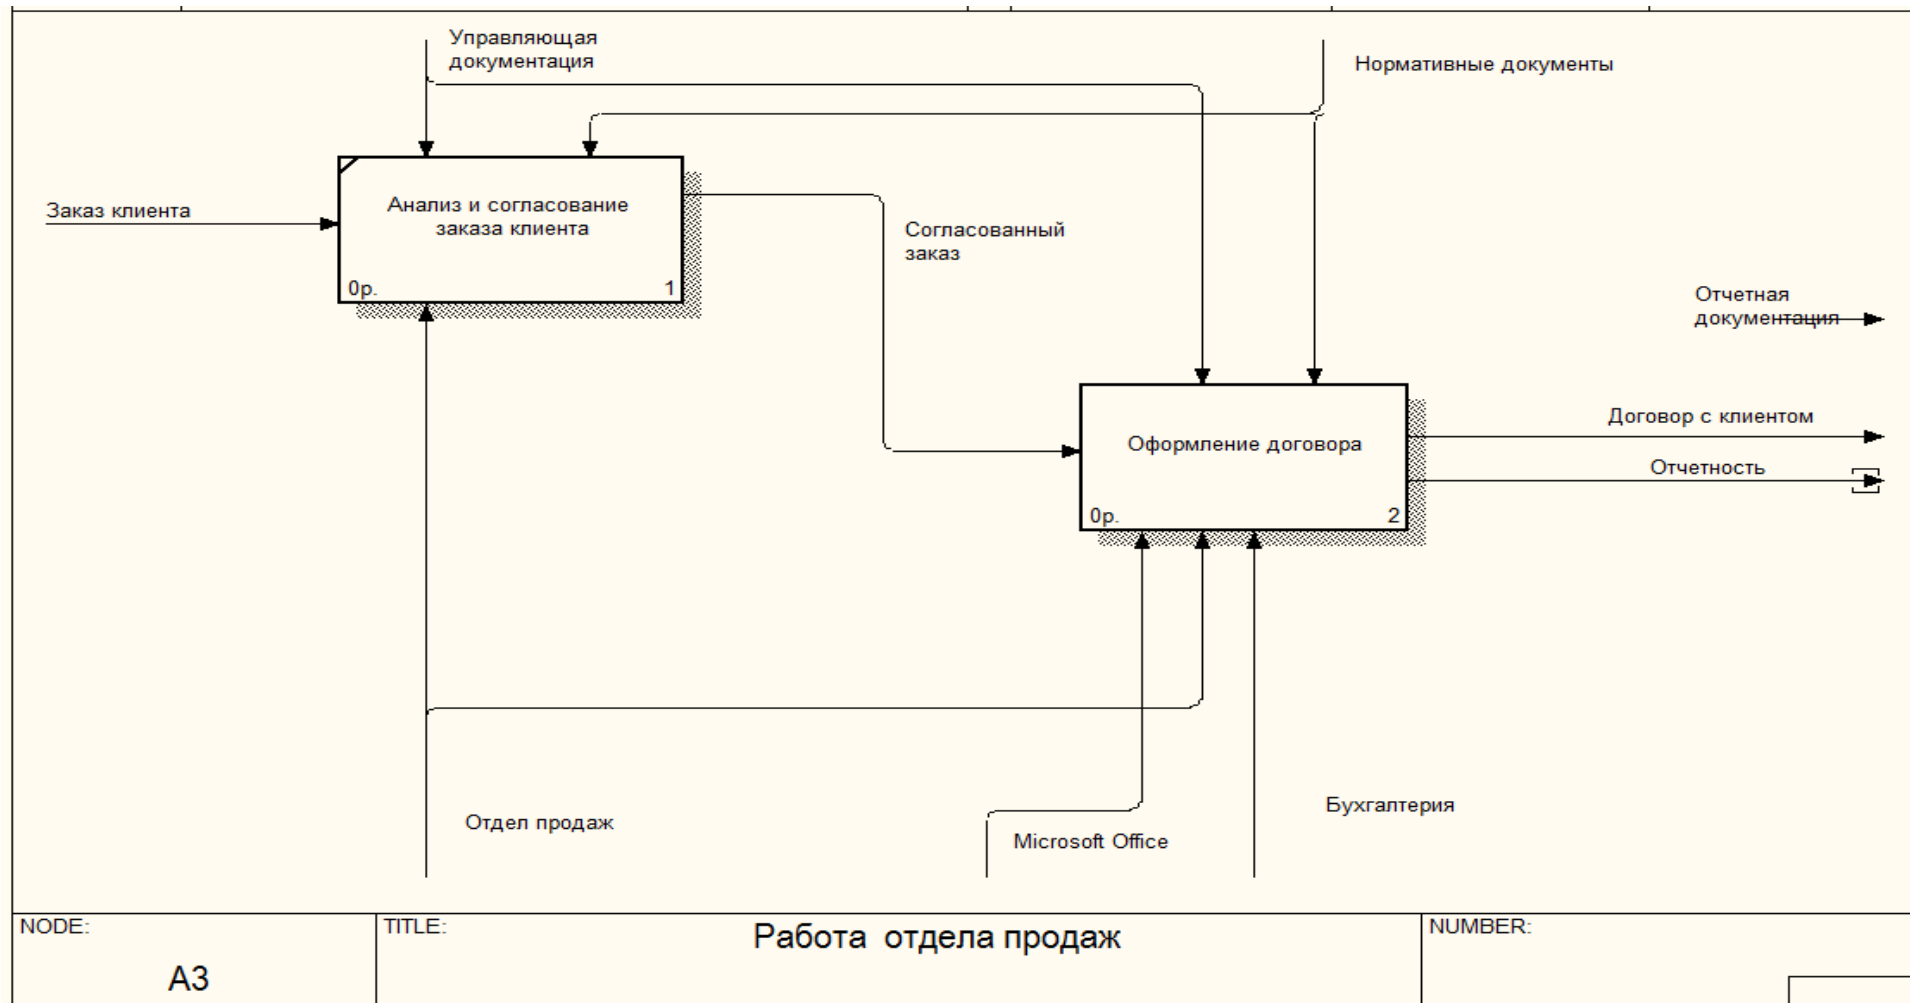 Управляющая
документация
Нормативные документы
Заказ клиента
Анализ и согласование
заказа клиента
0р.
1
Согласованный
заказ
Отчетная
документация
Договор с клиентом
Оформление договора
Отчетность
0р.
2
Отдел продаж
Microsoft Office
Бухгалтерия
NODE:
TITLE:
Работа отдела продаж
NUMBER:
A3